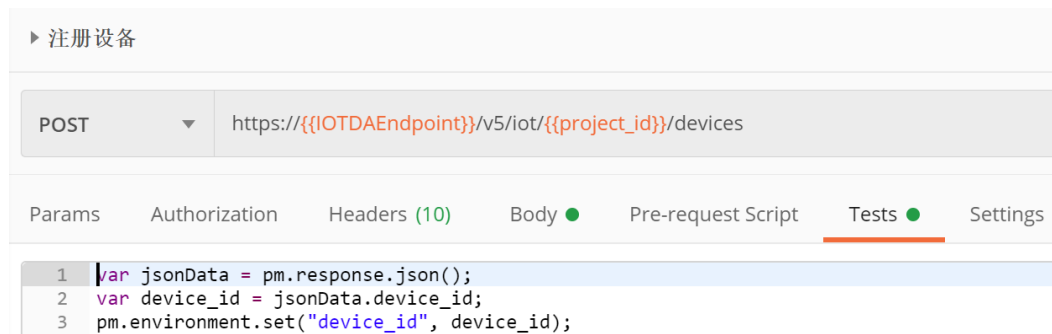 注册设备
POST https://{{IOTDAEndpoint}}/v5/iot/{{project_id}}/devices
Params Authorization Headers (10) Body Pre-request Script Tests Settings
1 var jsonData = pm.response.json();
2 var device_id = jsonData.device_id;
3 pm.environment.set("device_id", device_id);